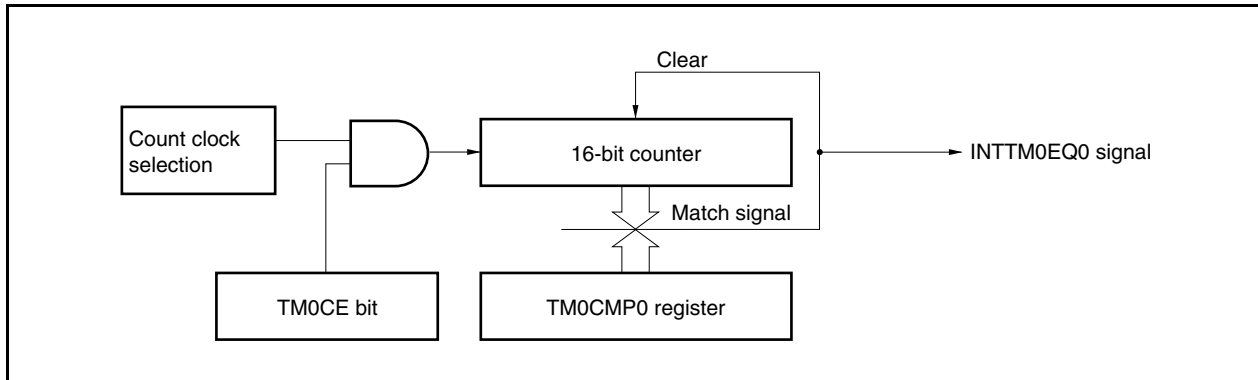 Clear
Count clock
selection
16-bit counter
INTTM0EQ0 signal
Match signal
TM0CE bit
TM0CMP0 register